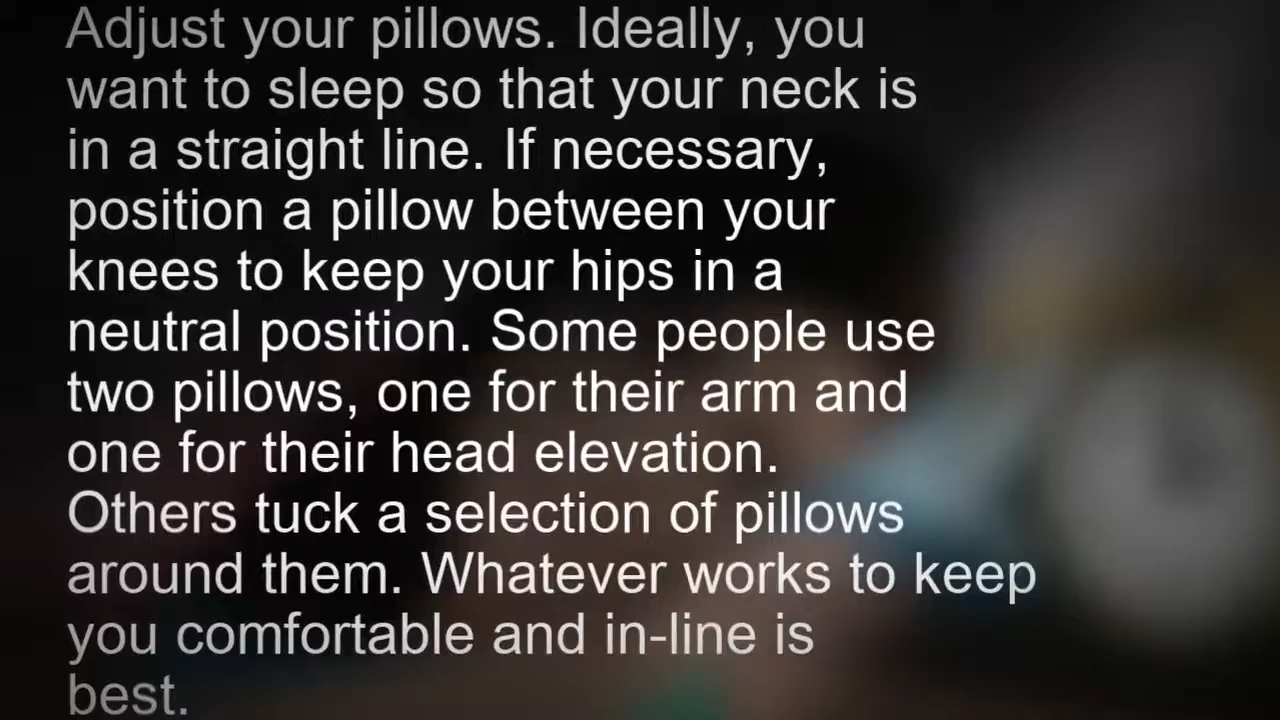 Adjust your pillows. Ideally, you
want to sleep so that your neck is
in a straight line. If necessary,
position a pillow between your
knees to keep your hips in a
neutral position. Some people use
two pillows, one for their arm and
one for their head elevation.
Others tuck a selection of pillows
around them. Whatever works to keep
you comfortable and in-line is
best.